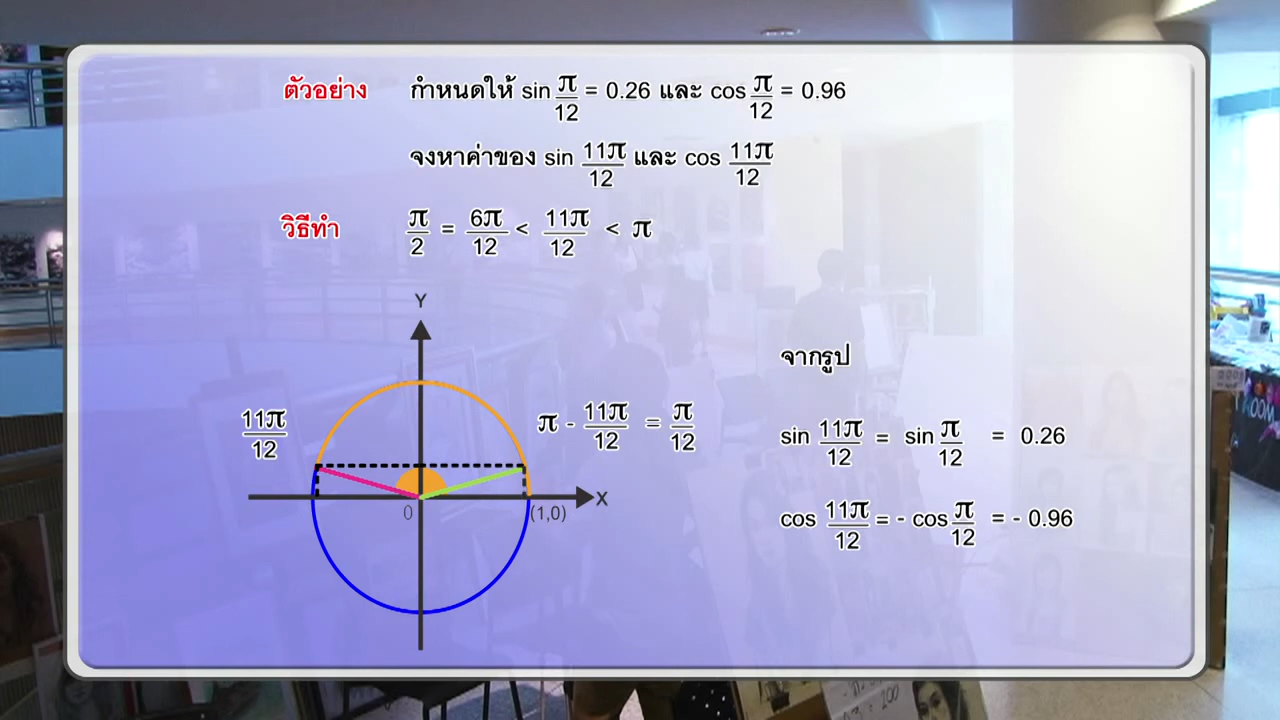 ตัวอย่าง กำหนดให้ sin π/12 = 0.26 และ cos π/12 = 0.96
จงหาค่าของ sin 11π/12 และ cos 11π/12
วิธีทำ π/2 = 6π/12 < 11π/12 < π
Y
จากรูป
11π/12
π - 11π/12 = π/12
sin 11π/12 = sin π/12 = 0.26
X
0
(1,0)
cos 11π/12 = - cos π/12 = - 0.96